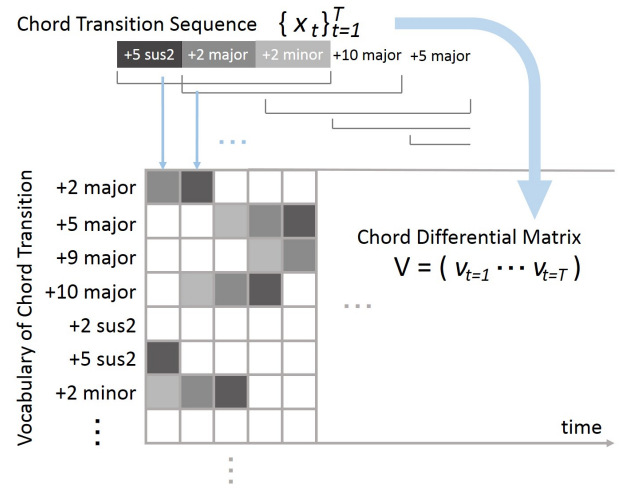 Chord Transition Sequence {x_t}_{t=1}^T
+5 sus2 +2 major +2 minor +10 major +5 major
...
Vocabulary of Chord Transition
+2 major
+5 major
+9 major
+10 major
+2 sus2
+5 sus2
+2 minor
⋮
Chord Differential Matrix
V = ( v_{t=1} ··· v_{t=T} )
...
time
⋮